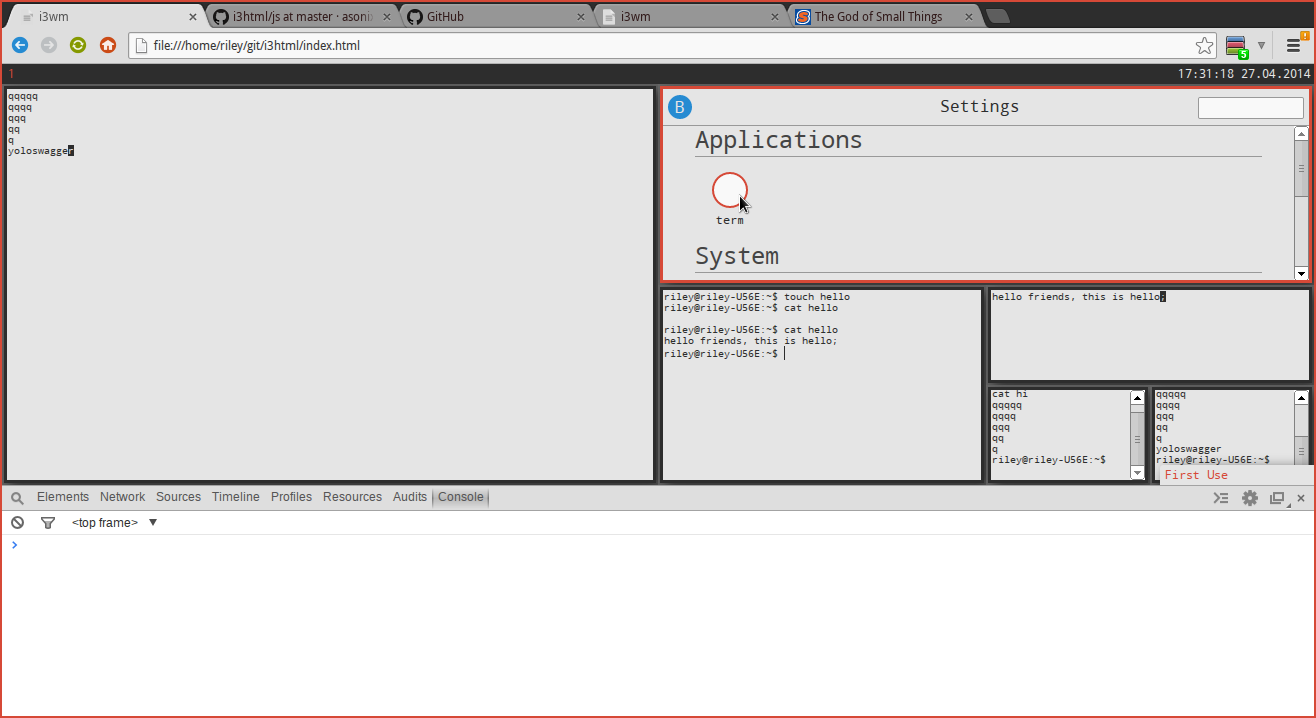 i3wm
i3html/js at master · asonix
GitHub
i3wm
The God of Small Things
file:///home/riley/git/i3html/index.html
5
1
17:31:18 27.04.2014
qqqqq
qqqq
qqq
qq
q
yoloswagger
B
Settings
Applications
term
System
riley@riley-U56E:~$ touch hello
riley@riley-U56E:~$ cat hello
riley@riley-U56E:~$ cat hello
hello friends, this is hello;
riley@riley-U56E:~$
hello friends, this is hello;
cat hi
qqqqq
qqqq
qqq
qq
q
riley@riley-U56E:~$
qqqqq
qqqq
qqq
qq
q
yoloswagger
riley@riley-U56E:~$
First Use
Elements Network Sources Timeline Profiles Resources Audits Console
<top frame>